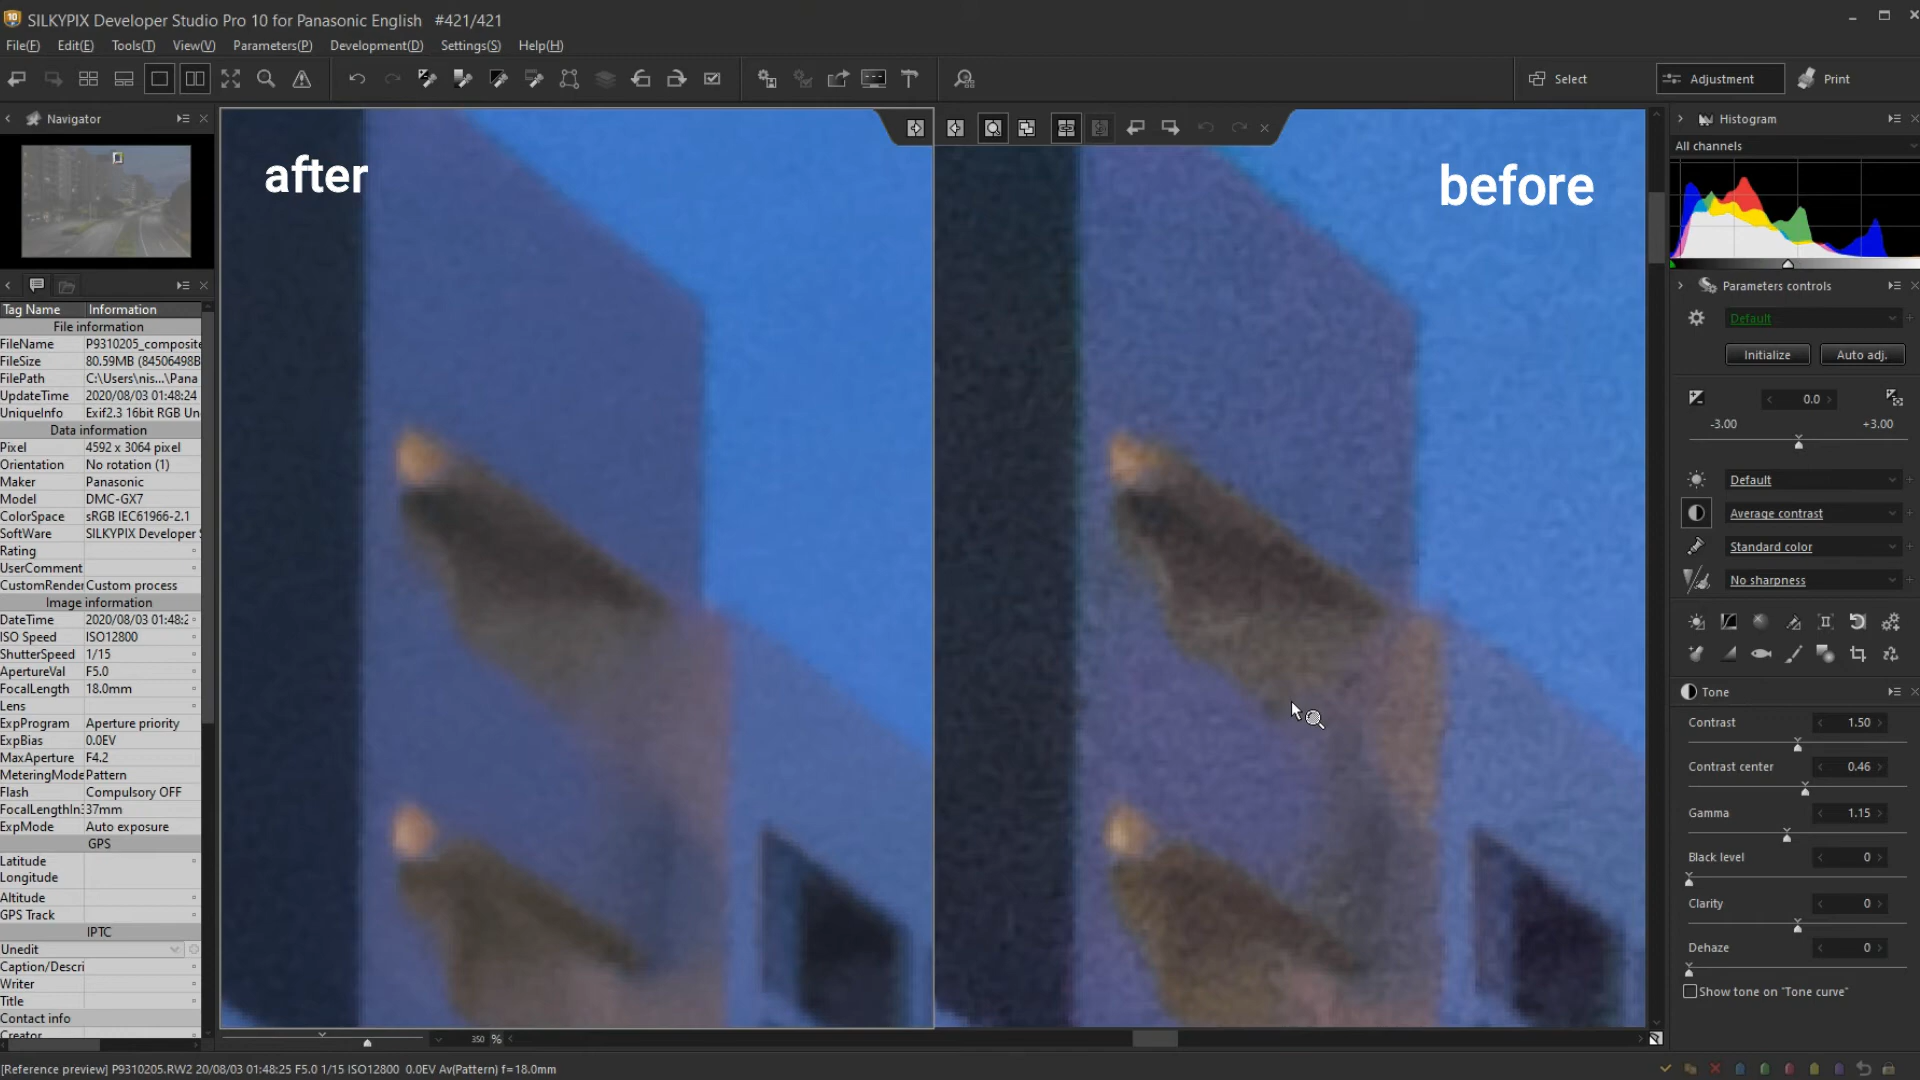 SILKYPIX Developer Studio Pro 10 for Panasonic English #421/421
File(F) Edit(E) Tools(T) View(V) Parameters(P) Development(D) Settings(S) Help(H)
Select Adjustment Print
Navigator
Tag Name Information
File information
FileName P9310205_composite
FileSize 80.59MB (84506498B
FilePath C:\Users\nis...\Pana
UpdateTime 2020/08/03 01:48:24
UniqueInfo Exif2.3 16bit RGB Un
Data information
Pixel 4592 x 3064 pixel
Orientation No rotation (1)
Maker Panasonic
Model DMC-GX7
ColorSpace sRGB IEC61966-2.1
SoftWare SILKYPIX Developer S
Rating
UserComment
CustomRender Custom process
Image information
DateTime 2020/08/03 01:48:2
ISO Speed ISO12800
ShutterSpeed 1/15
ApertureVal F5.0
FocalLength 18.0mm
Lens
ExpProgram Aperture priority
ExpBias 0.0EV
MaxAperture F4.2
MeteringMode Pattern
Flash Compulsory OFF
FocalLengthIn3 37mm
ExpMode Auto exposure
GPS
Latitude
Longitude
Altitude
GPS Track
IPTC
Unedit
Caption/Descri
Writer
Title
Contact info
Creator
after
before
350 %
Histogram
All channels
Parameters controls
Default
Initialize Auto adj.
0.0
-3.00 +3.00
Default
Average contrast
Standard color
No sharpness
Tone
Contrast 1.50
Contrast center 0.46
Gamma 1.15
Black level 0
Clarity 0
Dehaze 0
Show tone on "Tone curve"
[Reference preview] P9310205.RW2 20/08/03 01:48:25 F5.0 1/15 ISO12800 0.0EV Av(Pattern) f=18.0mm